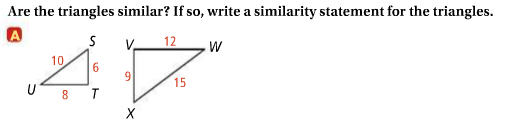 Are the triangles similar? If so, write a similarity statement for the triangles.
A
S
V
12
W
10
6
9
15
U
8
T
X